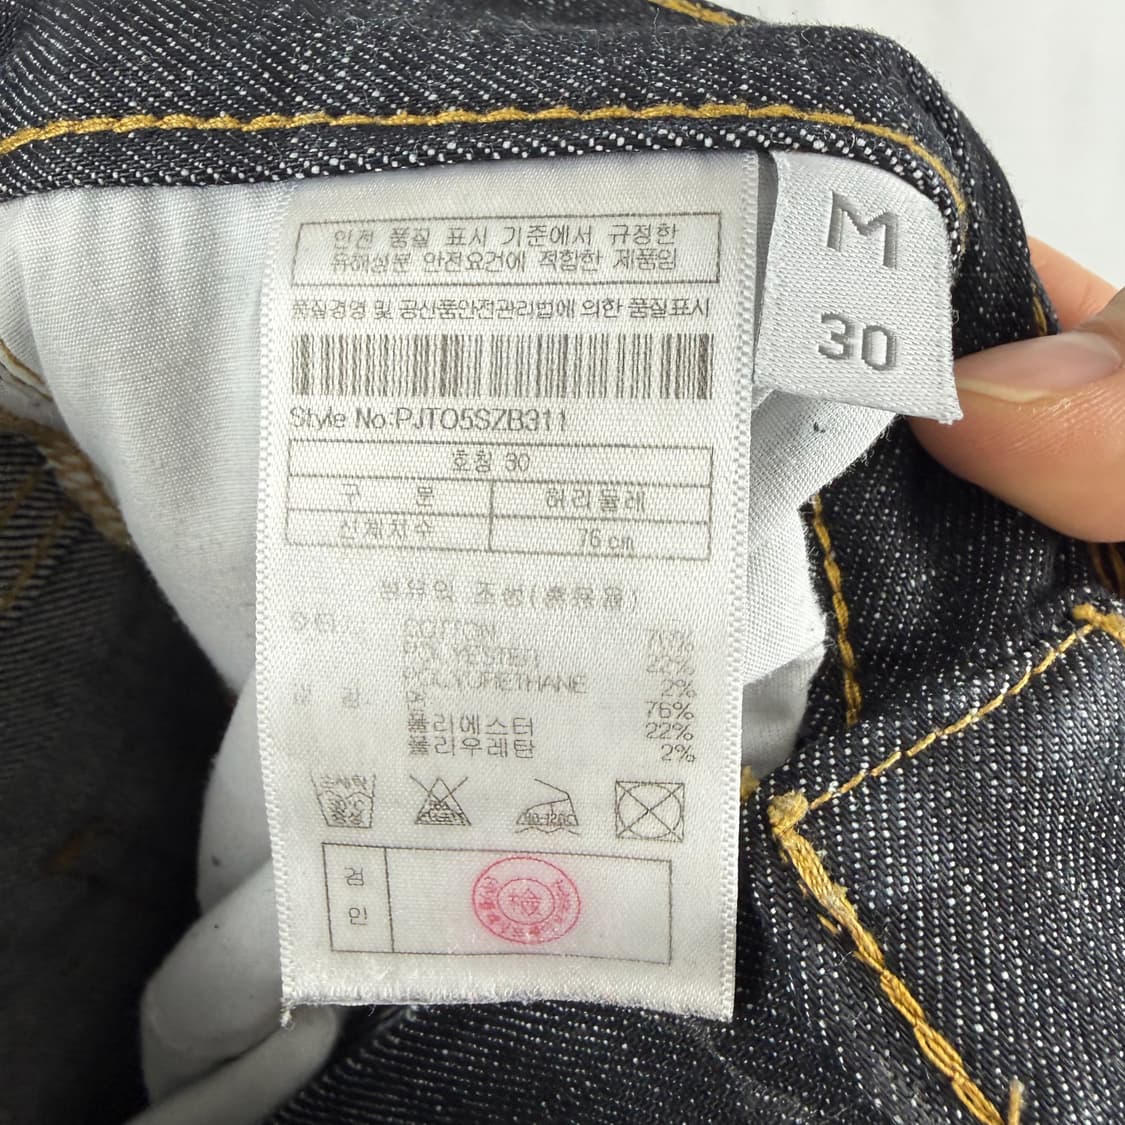 안전 품질 표시 기준에서 규정한
유해성분 안전요건에 적합한 제품임
품질경영 및 공산품안전관리법에 의한 품질표시
Style No:PJTO5SZB311
호칭 30
구 분 허리둘레
신체치수 76 cm
섬유의 조성(혼용율)
COTTON 76%
POLYESTER 22%
POLYURETHANE 2%
면 76%
폴리에스터 22%
폴리우레탄 2%
80-120C
검
인
檢
M
30